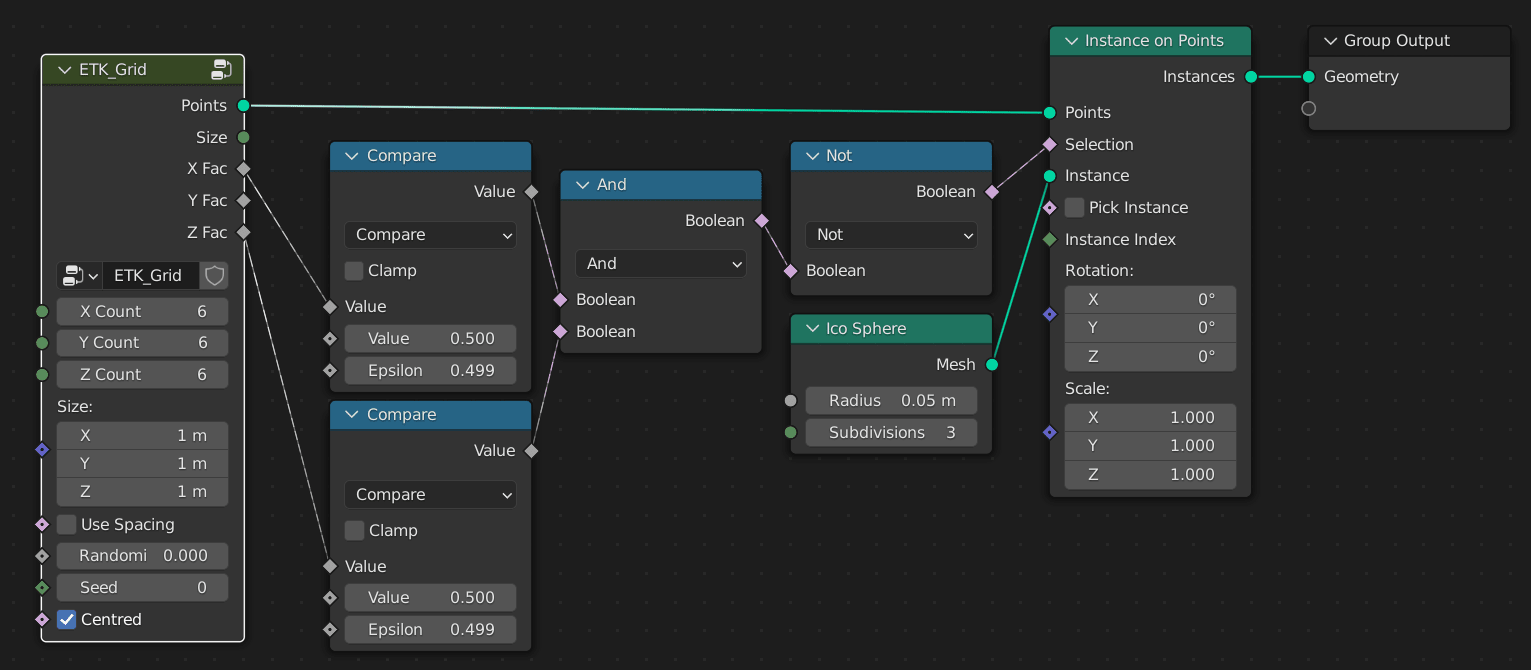 ETK_Grid
Points
Size
X Fac
Y Fac
Z Fac
ETK_Grid
X Count 6
Y Count 6
Z Count 6
Size:
X 1 m
Y 1 m
Z 1 m
Use Spacing
Randomi 0.000
Seed 0
Centred
Compare
Value
Compare
Clamp
Value
Value 0.500
Epsilon 0.499
Compare
Value
Compare
Clamp
Value
Value 0.500
Epsilon 0.499
And
Boolean
And
Boolean
Boolean
Not
Boolean
Not
Boolean
Ico Sphere
Mesh
Radius 0.05 m
Subdivisions 3
Instance on Points
Instances
Points
Selection
Instance
Pick Instance
Instance Index
Rotation:
X 0°
Y 0°
Z 0°
Scale:
X 1.000
Y 1.000
Z 1.000
Group Output
Geometry